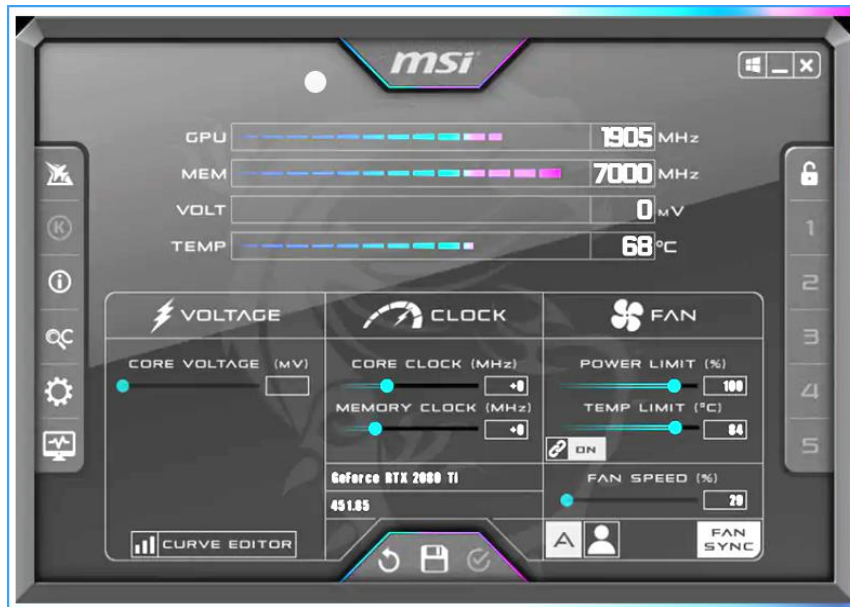 msi
GPU 1905 MHz
MEM 7000 MHz
VOLT 0 MV
TEMP 68 °C
K
1
2
3
4
5
VOLTAGE
CORE VOLTAGE (MV)
CURVE EDITOR
CLOCK
CORE CLOCK (MHz)
+0
MEMORY CLOCK (MHz)
+0
GeForce RTX 2080 Ti
451.85
FAN
POWER LIMIT (%)
100
TEMP LIMIT (°C)
84
ON
FAN SPEED (%)
29
A
FAN
SYNC